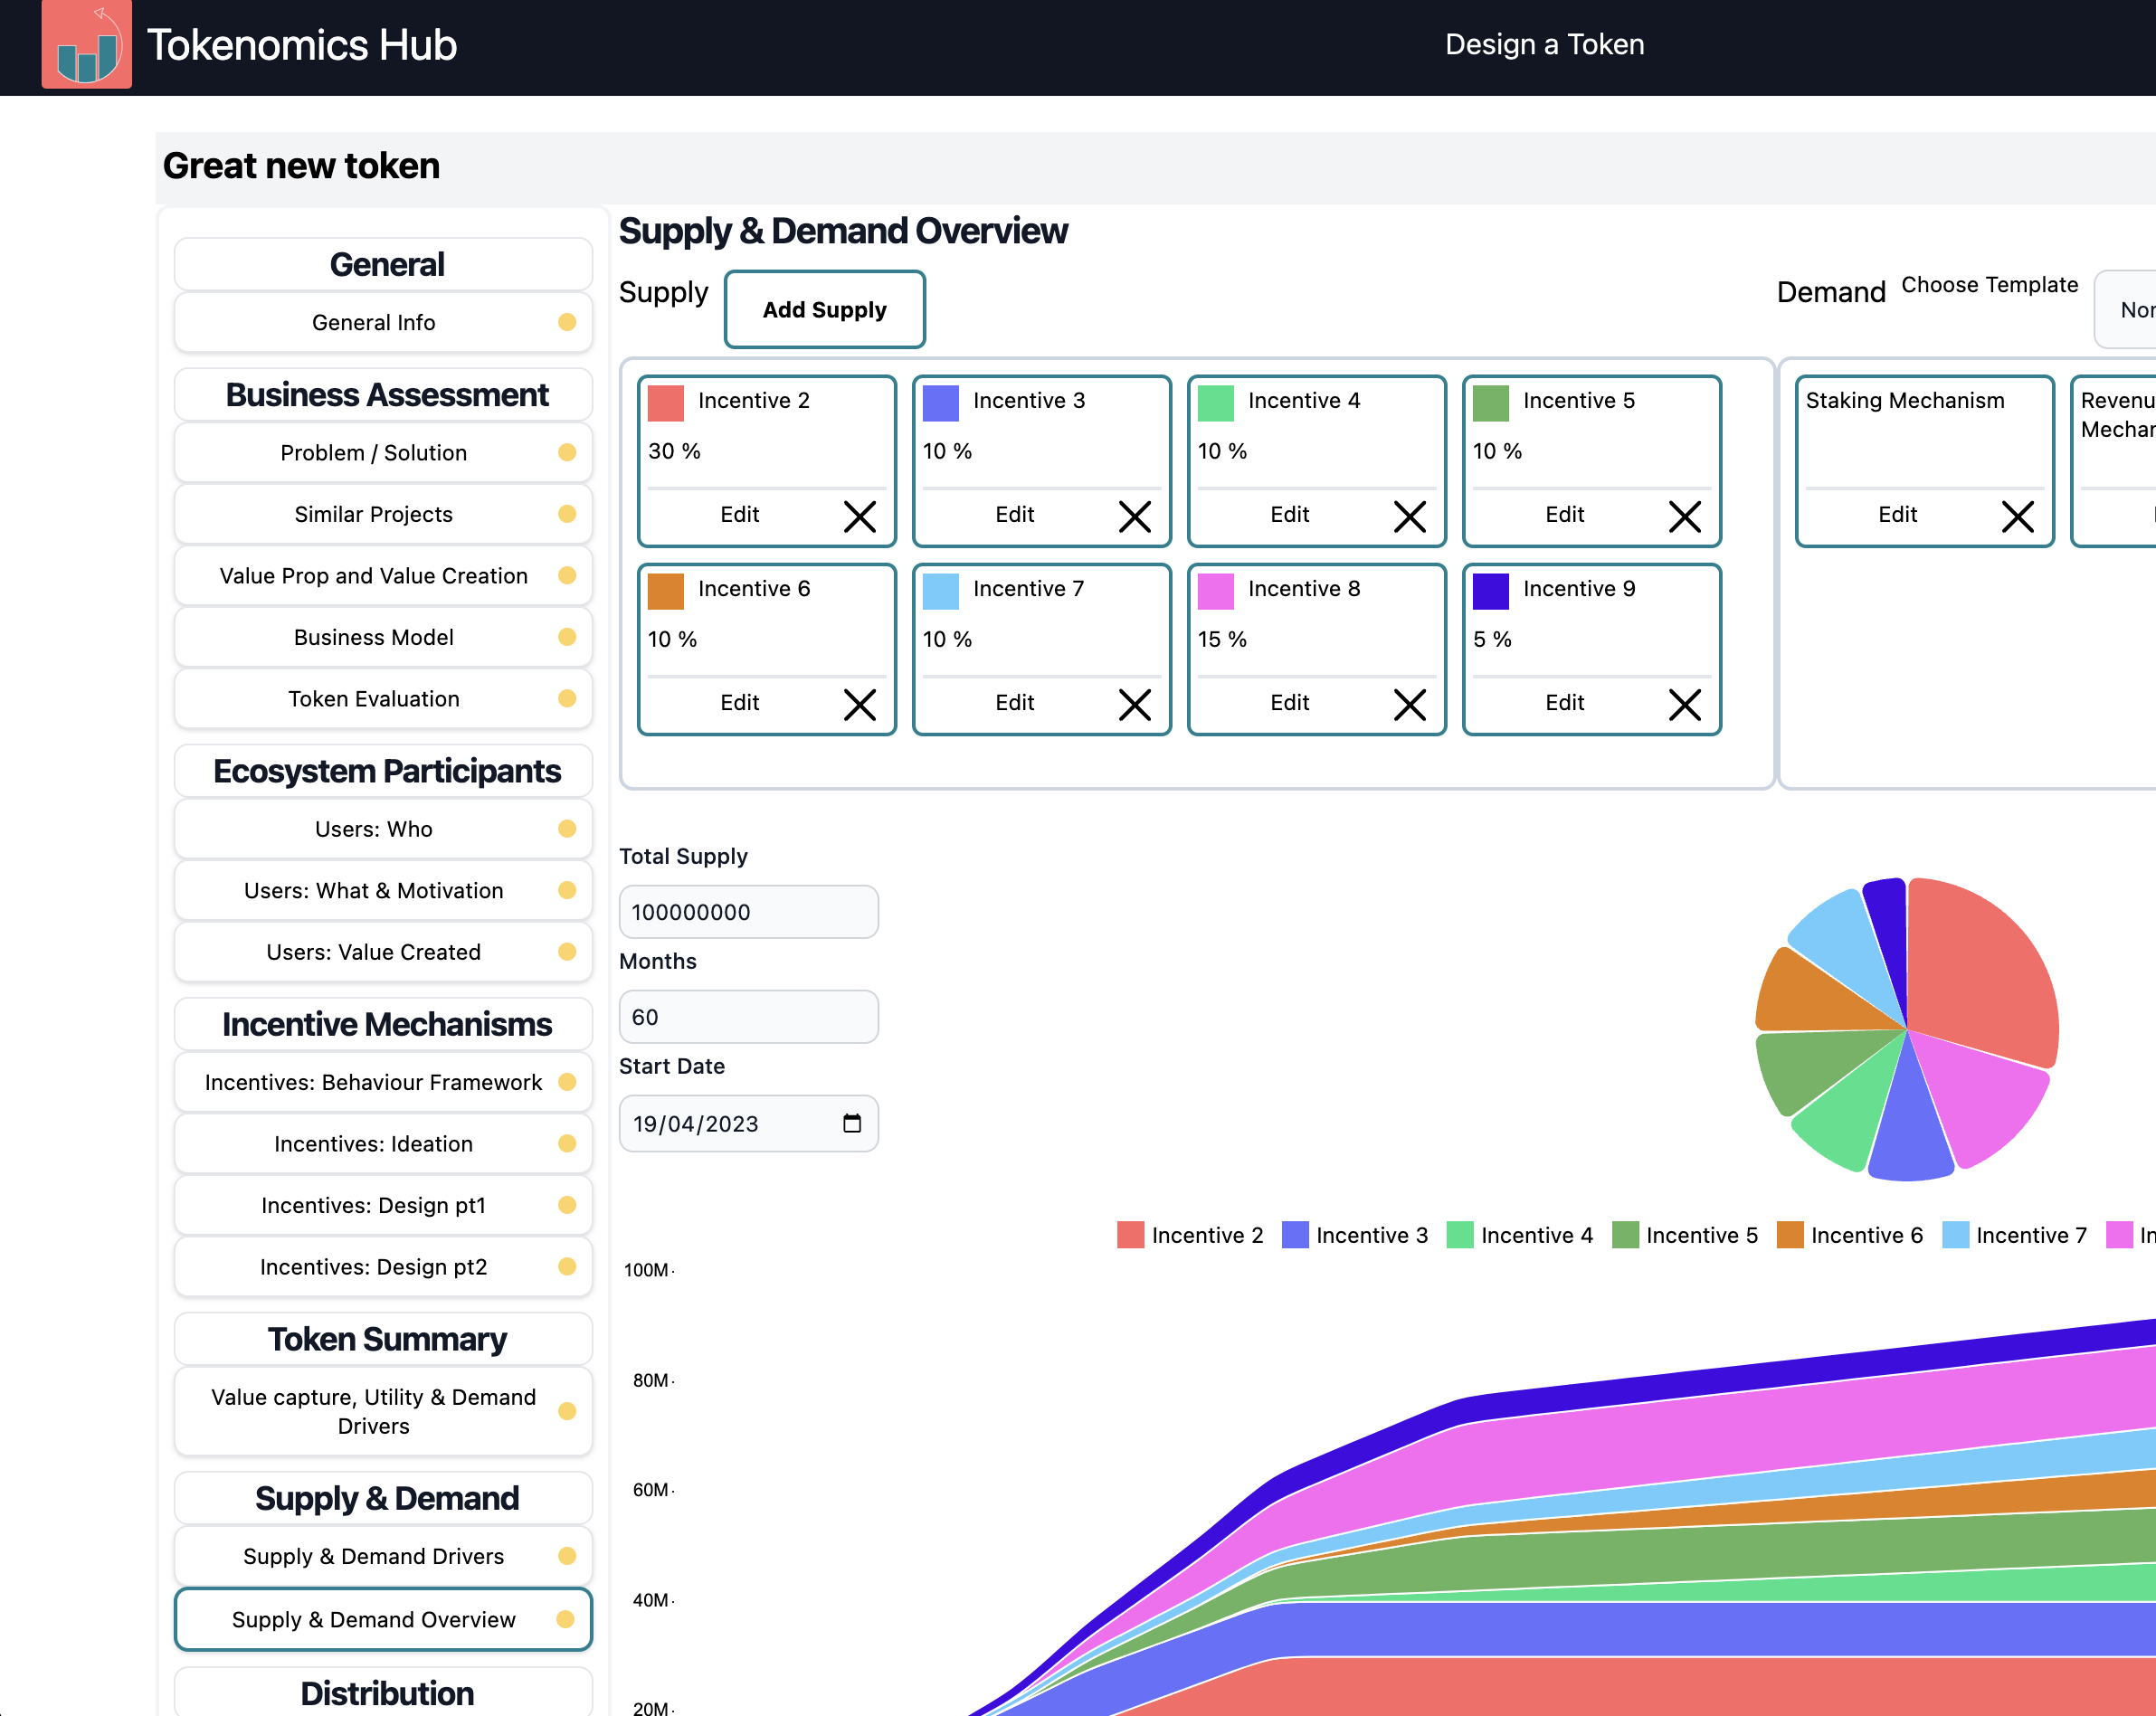 Tokenomics Hub
Design a Token
Great new token
General
General Info
Business Assessment
Problem / Solution
Similar Projects
Value Prop and Value Creation
Business Model
Token Evaluation
Ecosystem Participants
Users: Who
Users: What & Motivation
Users: Value Created
Incentive Mechanisms
Incentives: Behaviour Framework
Incentives: Ideation
Incentives: Design pt1
Incentives: Design pt2
Token Summary
Value capture, Utility & Demand
Drivers
Supply & Demand
Supply & Demand Drivers
Supply & Demand Overview
Distribution
Supply & Demand Overview
Supply
Add Supply
Incentive 2
30 %
Edit
Incentive 3
10 %
Edit
Incentive 4
10 %
Edit
Incentive 5
10 %
Edit
Incentive 6
10 %
Edit
Incentive 7
10 %
Edit
Incentive 8
15 %
Edit
Incentive 9
5 %
Edit
Demand
Choose Template
Staking Mechanism
Edit
Total Supply
100000000
Months
60
Start Date
19/04/2023
Incentive 2
Incentive 3
Incentive 4
Incentive 5
Incentive 6
Incentive 7
100M
80M
60M
40M
20M